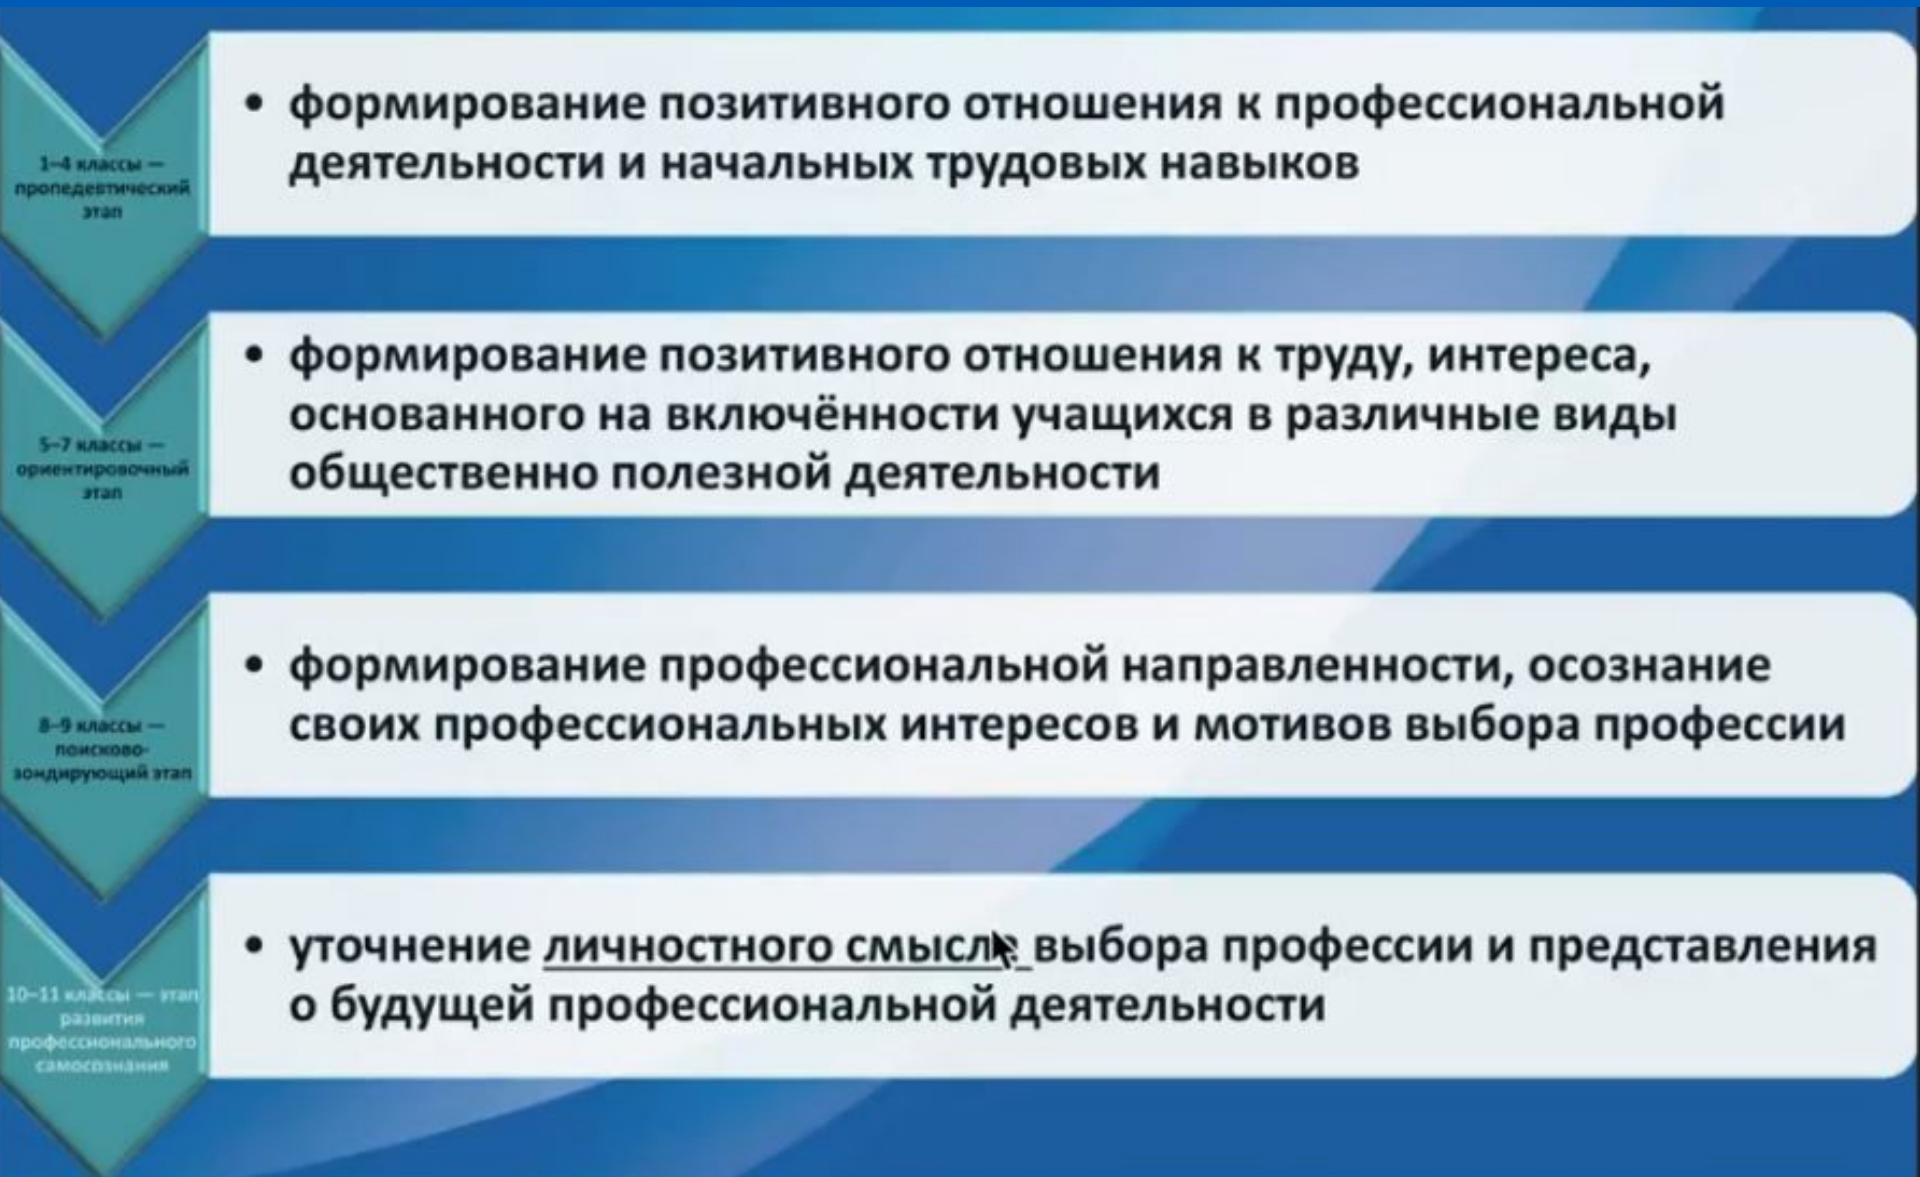 1–4 классы —
пропедевтический
этап
• формирование позитивного отношения к профессиональной
деятельности и начальных трудовых навыков
5–7 классы —
ориентировочный
этап
• формирование позитивного отношения к труду, интереса,
основанного на включённости учащихся в различные виды
общественно полезной деятельности
8–9 классы —
поисково-
зондирующий этап
• формирование профессиональной направленности, осознание
своих профессиональных интересов и мотивов выбора профессии
10–11 классы — этап
развития
профессионального
самосознания
• уточнение личностного смысла выбора профессии и представления
о будущей профессиональной деятельности